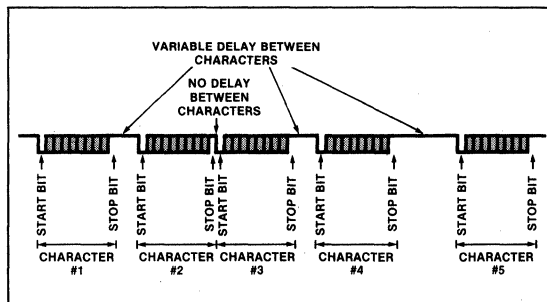 VARIABLE DELAY BETWEEN
CHARACTERS
NO DELAY
BETWEEN
CHARACTERS
START BIT
STOP BIT
START BIT
STOP BIT
START BIT
STOP BIT
START BIT
STOP BIT
START BIT
STOP BIT
CHARACTER
#1
CHARACTER
#2
CHARACTER
#3
CHARACTER
#4
CHARACTER
#5